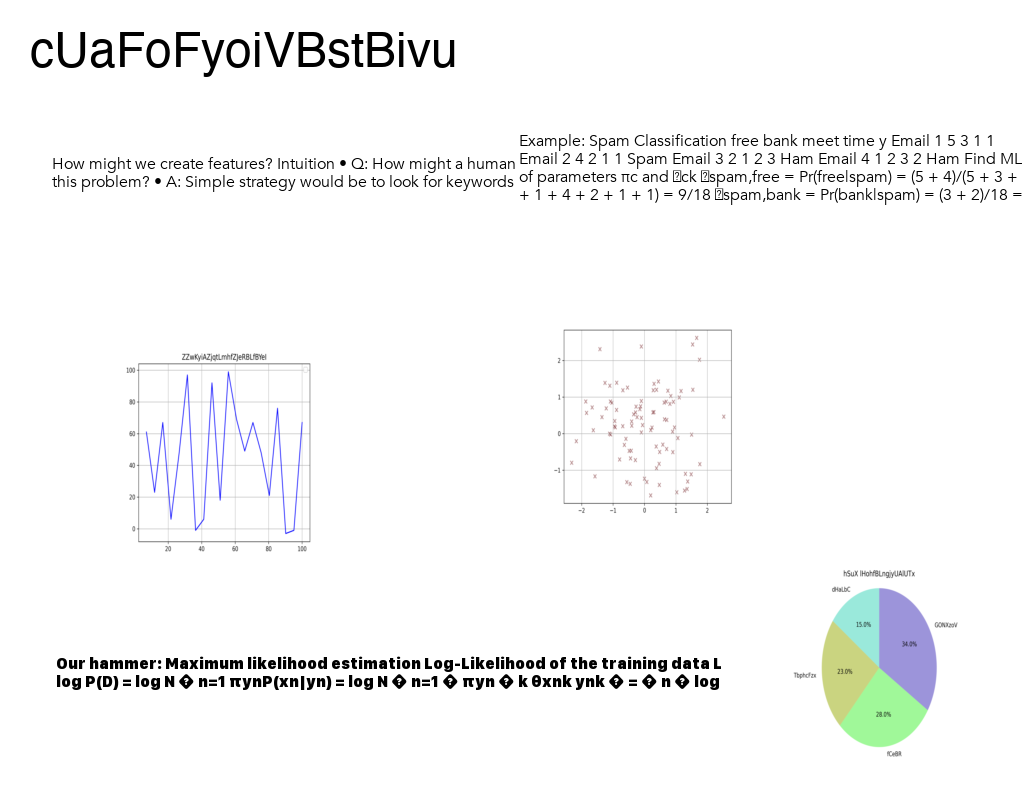 cUaFoFyoiVBstBivu
How might we create features? Intuition • Q: How might a human
this problem? • A: Simple strategy would be to look for keywords
Example: Spam Classification free bank meet time y Email 1 5 3 1 1
Email 2 4 2 1 1 Spam Email 3 2 1 2 3 Ham Email 4 1 2 3 2 Ham Find ML
of parameters πc and �ck �spam,free = Pr(free|spam) = (5 + 4)/(5 + 3 +
+ 1 + 4 + 2 + 1 + 1) = 9/18 �spam,bank = Pr(bank|spam) = (3 + 2)/18 =
100
80
60
40
20
0
20 40 60 80 100
2
1
0
−1
−2 −1 0 1 2
dHaLbC
GONXzoV
15.0%
34.0%
23.0%
TbphcFzx
28.0%
fCeBR
Our hammer: Maximum likelihood estimation Log-Likelihood of the training data L
log P(D) = log N � n=1 πynP(xn|yn) = log N � n=1 � πyn � k θxnk ynk � = � n � log